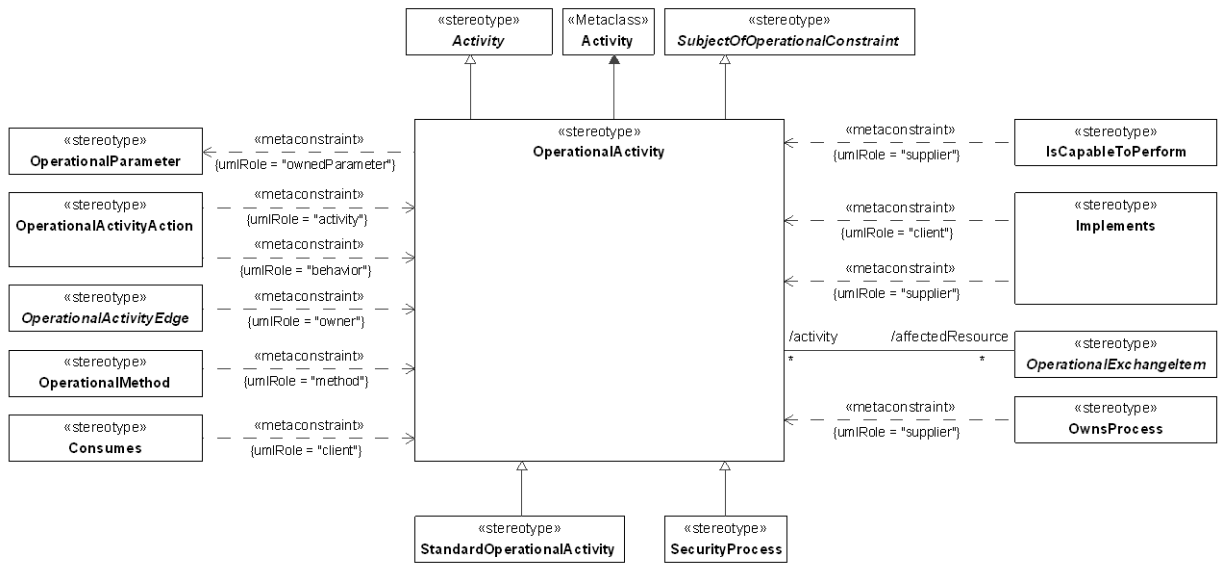 «stereotype»
Activity
«Metaclass»
Activity
«stereotype»
SubjectOfOperationalConstraint
«stereotype»
OperationalActivity
«stereotype»
OperationalParameter
«metaconstraint»
{umlRole = "ownedParameter"}
«stereotype»
OperationalActivityAction
«metaconstraint»
{umlRole = "activity"}
«metaconstraint»
{umlRole = "behavior"}
«stereotype»
OperationalActivityEdge
«metaconstraint»
{umlRole = "owner"}
«stereotype»
OperationalMethod
«metaconstraint»
{umlRole = "method"}
«stereotype»
Consumes
«metaconstraint»
{umlRole = "client"}
«metaconstraint»
{umlRole = "supplier"}
«stereotype»
IsCapableToPerform
«metaconstraint»
{umlRole = "client"}
«stereotype»
Implements
«metaconstraint»
{umlRole = "supplier"}
/activity
/affectedResource
*
*
«stereotype»
OperationalExchangeItem
«metaconstraint»
{umlRole = "supplier"}
«stereotype»
OwnsProcess
«stereotype»
StandardOperationalActivity
«stereotype»
SecurityProcess